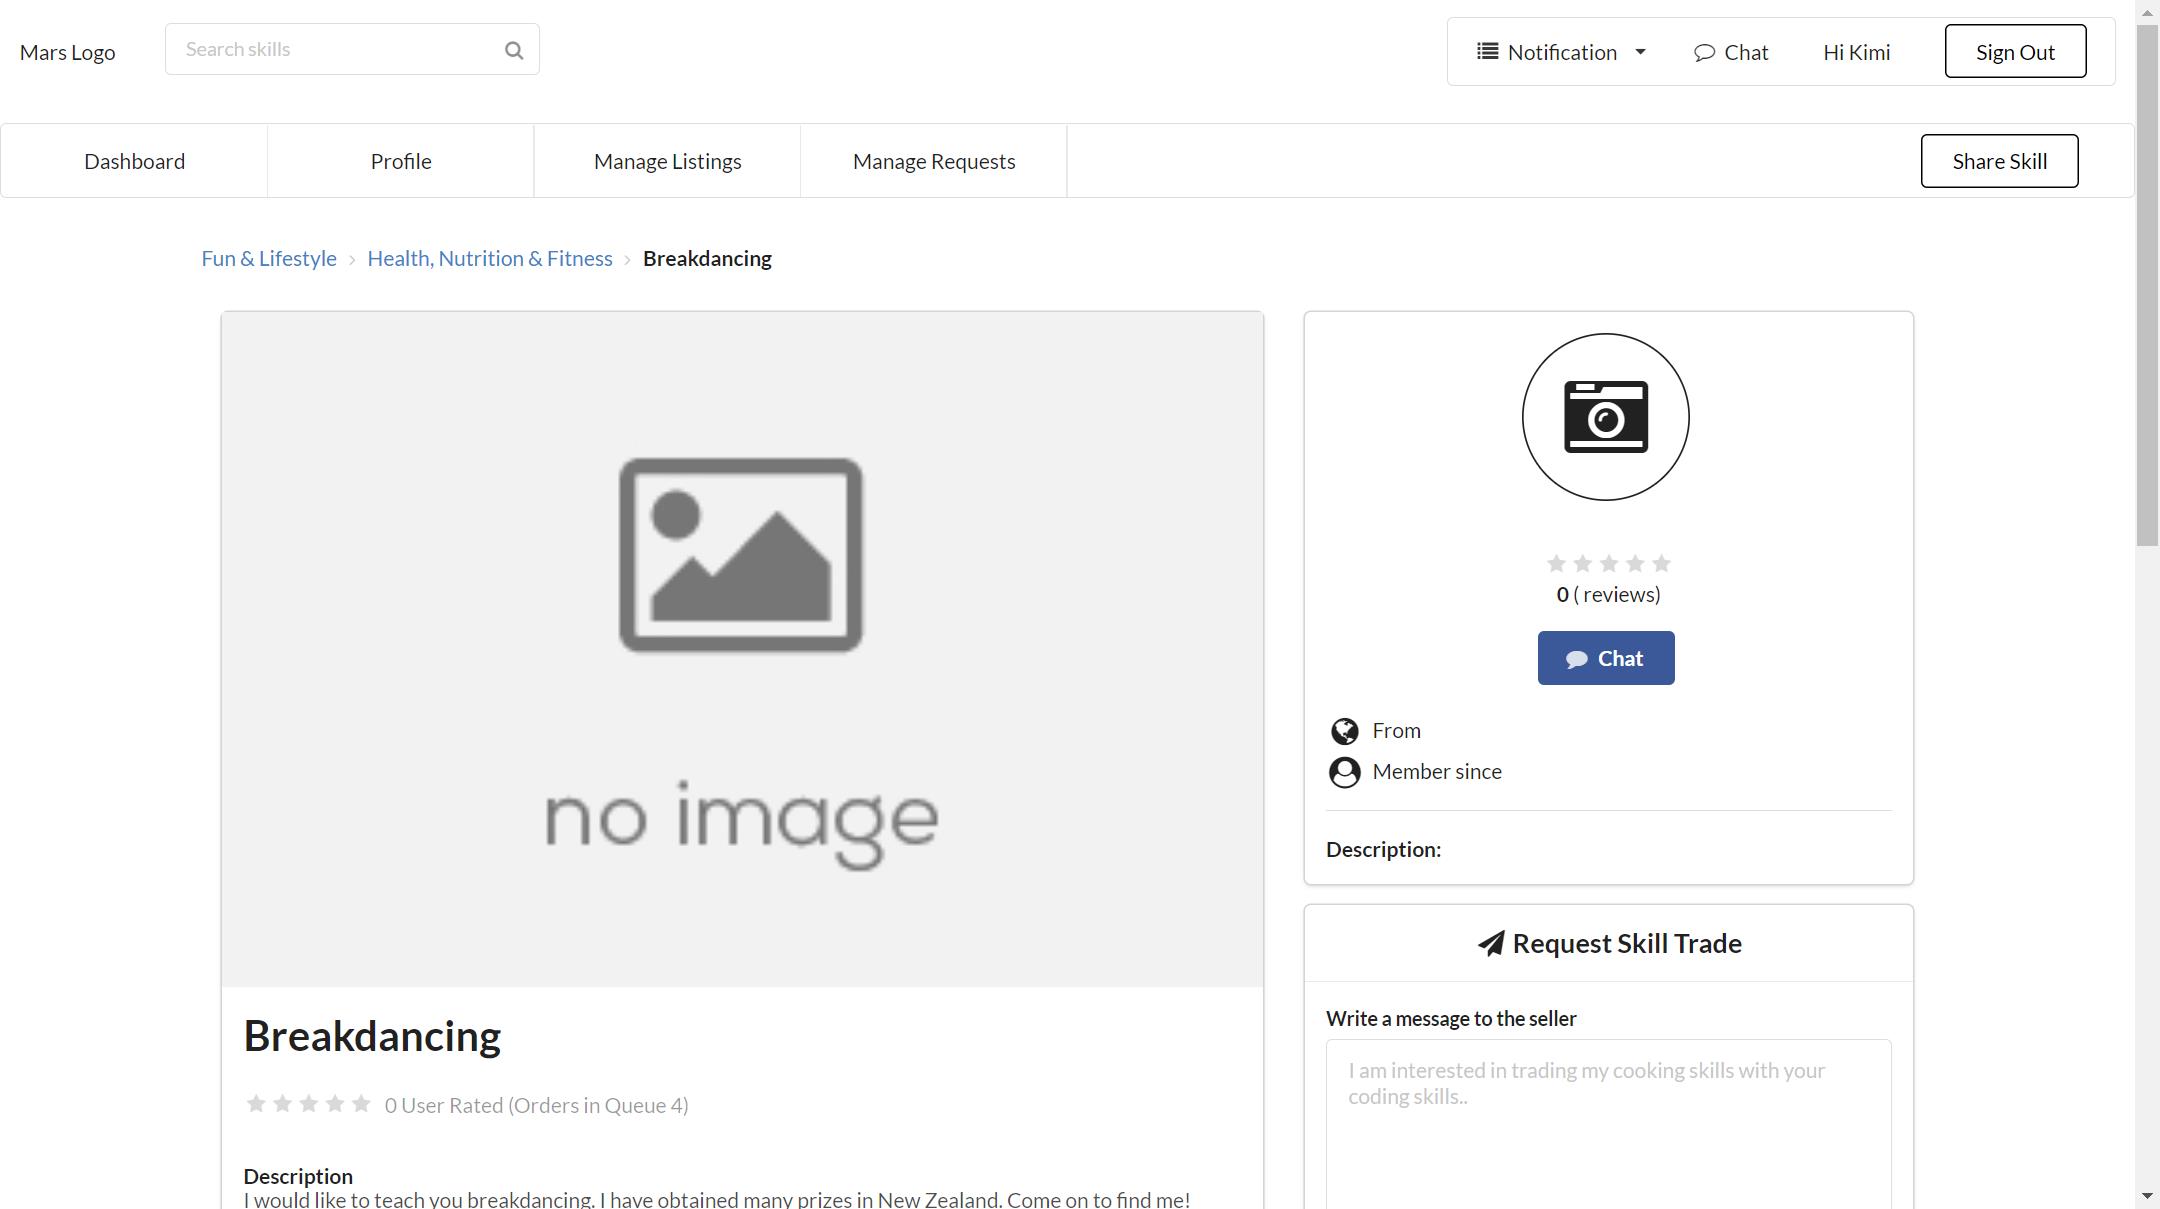 Mars Logo
Search skills
Notification
Chat
Hi Kimi
Sign Out
Dashboard
Profile
Manage Listings
Manage Requests
Share Skill
Fun & Lifestyle
Health, Nutrition & Fitness
Breakdancing
no image
Breakdancing
0 User Rated (Orders in Queue 4)
Description
I would like to teach you breakdancing. I have obtained many prizes in New Zealand. Come on to find me!
0 ( reviews)
Chat
From
Member since
Description:
Request Skill Trade
Write a message to the seller
I am interested in trading my cooking skills with your
coding skills..